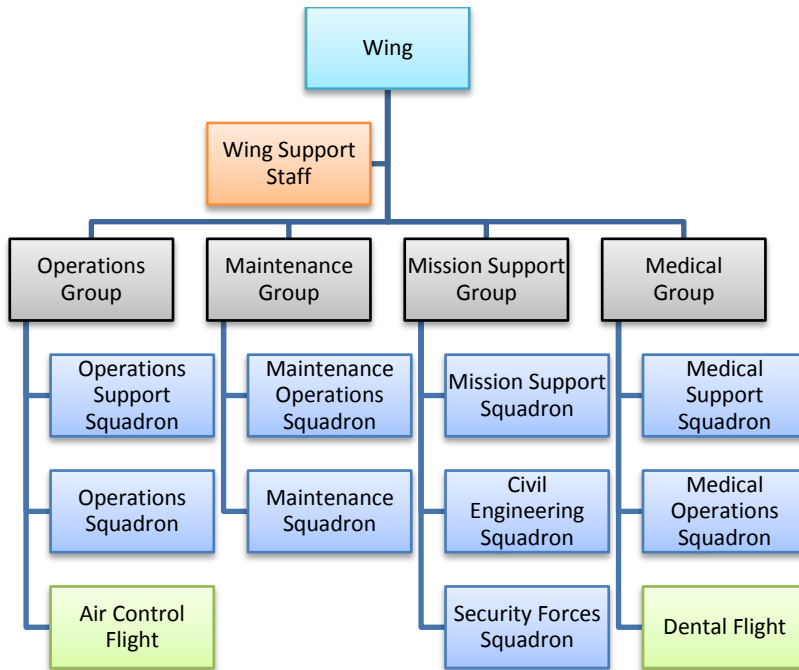 Wing
Wing Support
Staff
Operations
Group
Maintenance
Group
Mission Support
Group
Medical
Group
Operations
Support
Squadron
Maintenance
Operations
Squadron
Mission Support
Squadron
Medical
Support
Squadron
Operations
Squadron
Maintenance
Squadron
Civil
Engineering
Squadron
Medical
Operations
Squadron
Air Control
Flight
Security Forces
Squadron
Dental Flight